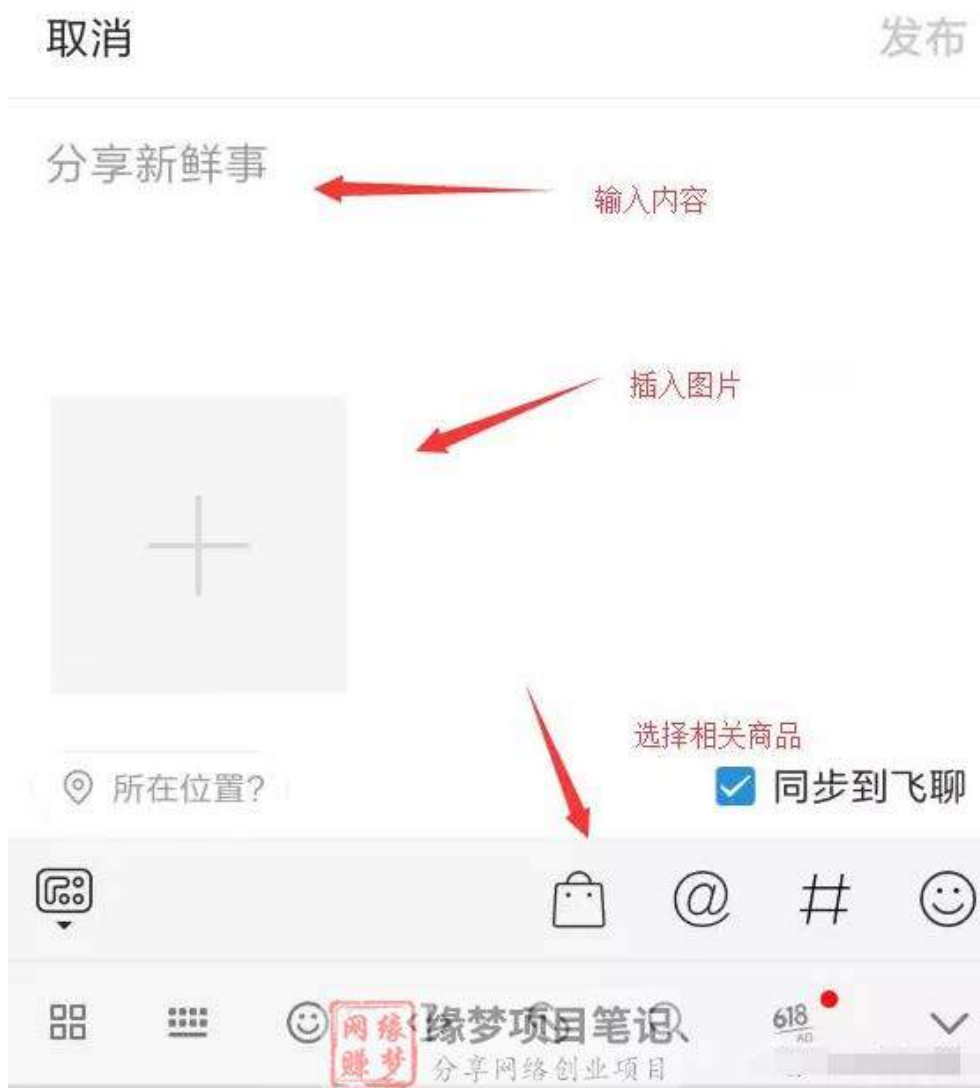 取消
发布
分享新鲜事
输入内容
插入图片
选择相关商品
所在位置?
同步到飞聊
@
#
618
AD
网缘
赚梦
缘梦项目笔记
分享网络创业项目